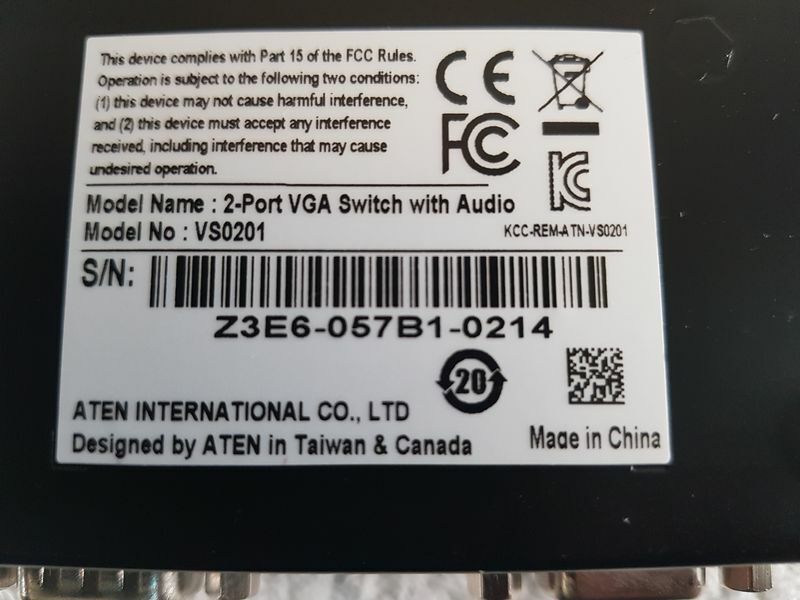 This device complies with Part 15 of the FCC Rules.
Operation is subject to the following two conditions:
(1) this device may not cause harmful interference,
and (2) this device must accept any interference
received, including interference that may cause
undesired operation.
CE
FC
KC
Model Name : 2-Port VGA Switch with Audio
Model No : VS0201
KCC-REM-ATN-VS0201
S/N:
Z3E6-057B1-0214
20
ATEN INTERNATIONAL CO., LTD
Designed by ATEN in Taiwan & Canada
Made in China